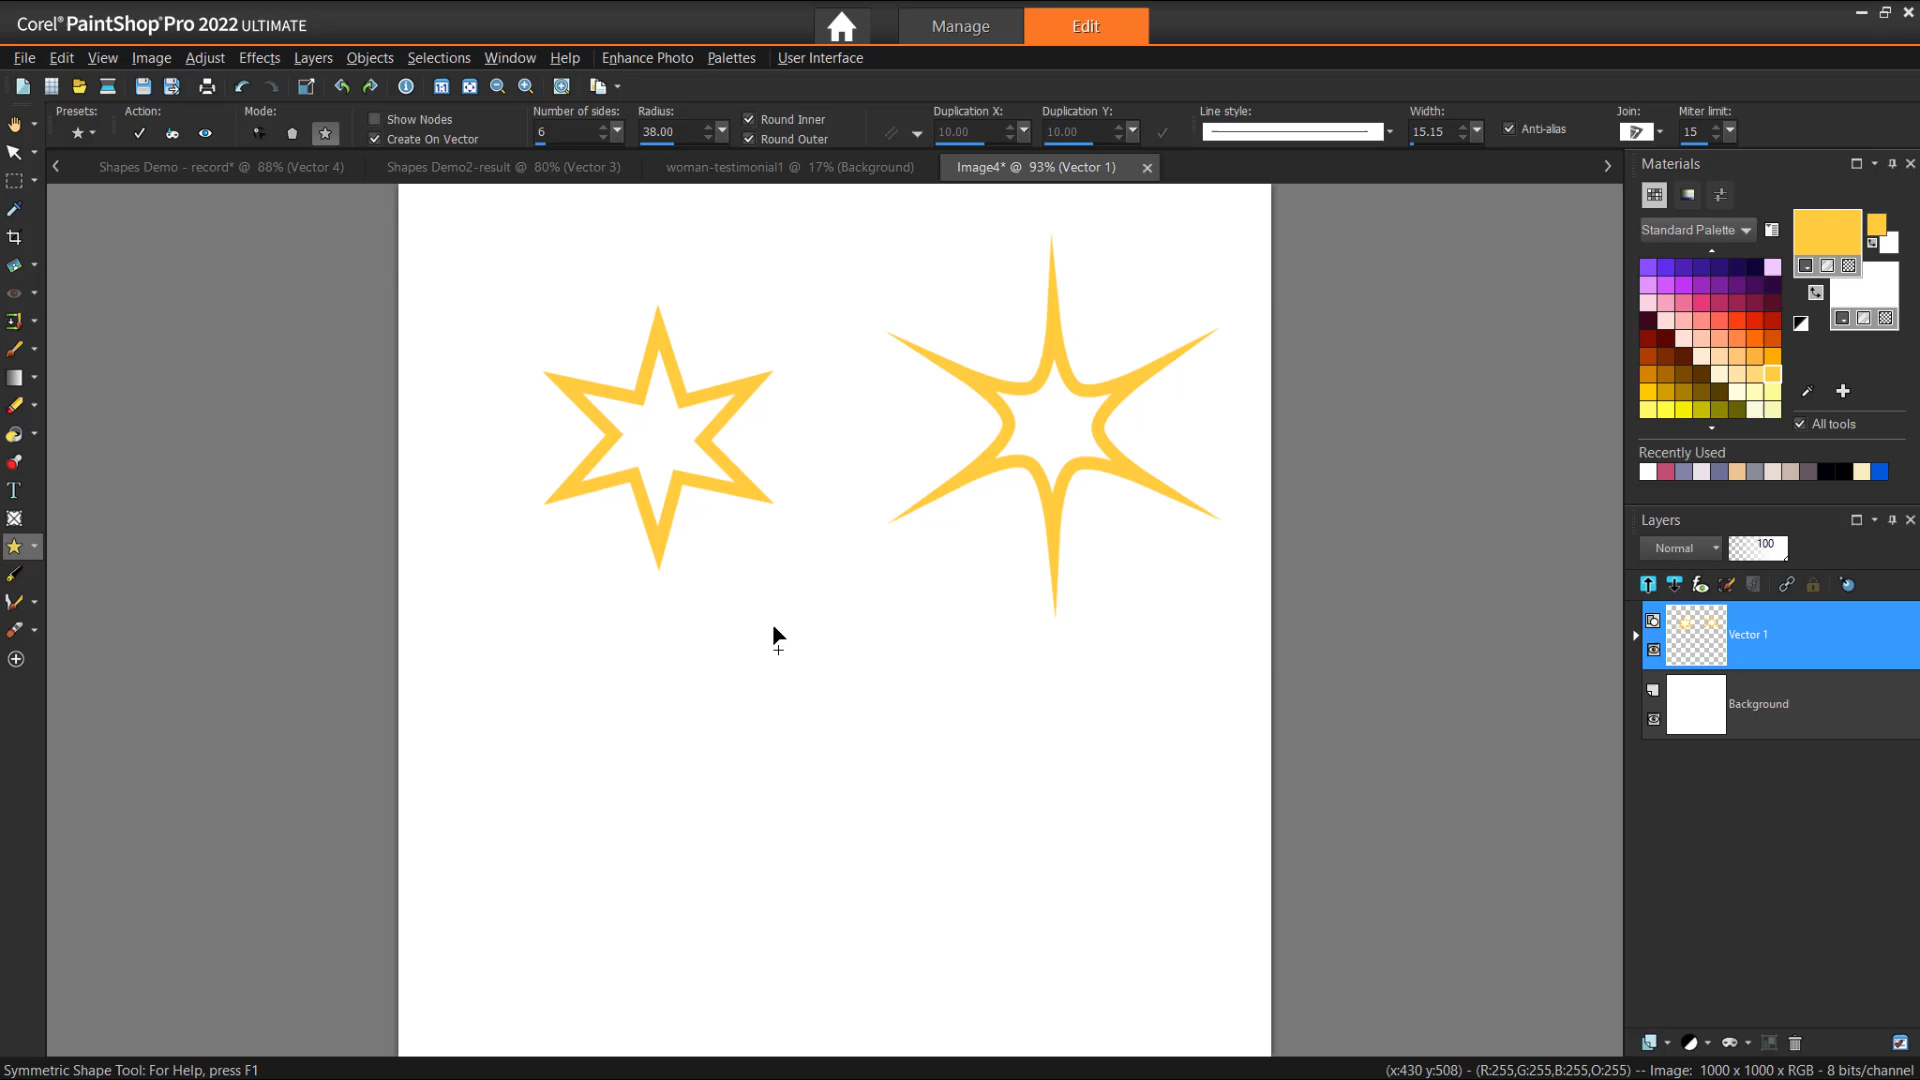 Corel® PaintShop® Pro 2022 ULTIMATE
Manage
Edit
File Edit View Image Adjust Effects Layers Objects Selections Window Help Enhance Photo Palettes User Interface
Presets: Action: Mode: Number of sides: Radius: Duplication X: Duplication Y: Line style: Width: Join: Miter limit:
Show Nodes
Create On Vector
6
38.00
Round Inner
Round Outer
10.00
10.00
15.15
Anti-alias
15
Shapes Demo - record* @ 88% (Vector 4)
Shapes Demo2-result @ 80% (Vector 3)
woman-testimonial1 @ 17% (Background)
Image4* @ 93% (Vector 1)
Materials
Standard Palette
All tools
Recently Used
Layers
Normal
100
Vector 1
Background
Symmetric Shape Tool: For Help, press F1
(x:430 y:508) - (R:255,G:255,B:255,O:255) -- Image: 1000 x 1000 x RGB - 8 bits/channel